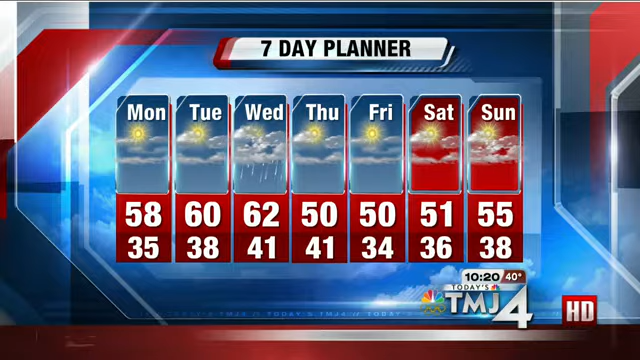 7 DAY PLANNER
Mon Tue Wed Thu Fri Sat Sun
58 60 62 50 50 51 55
35 38 41 41 34 36 38
10:20 40°
TODAY'S
TMJ4
HD